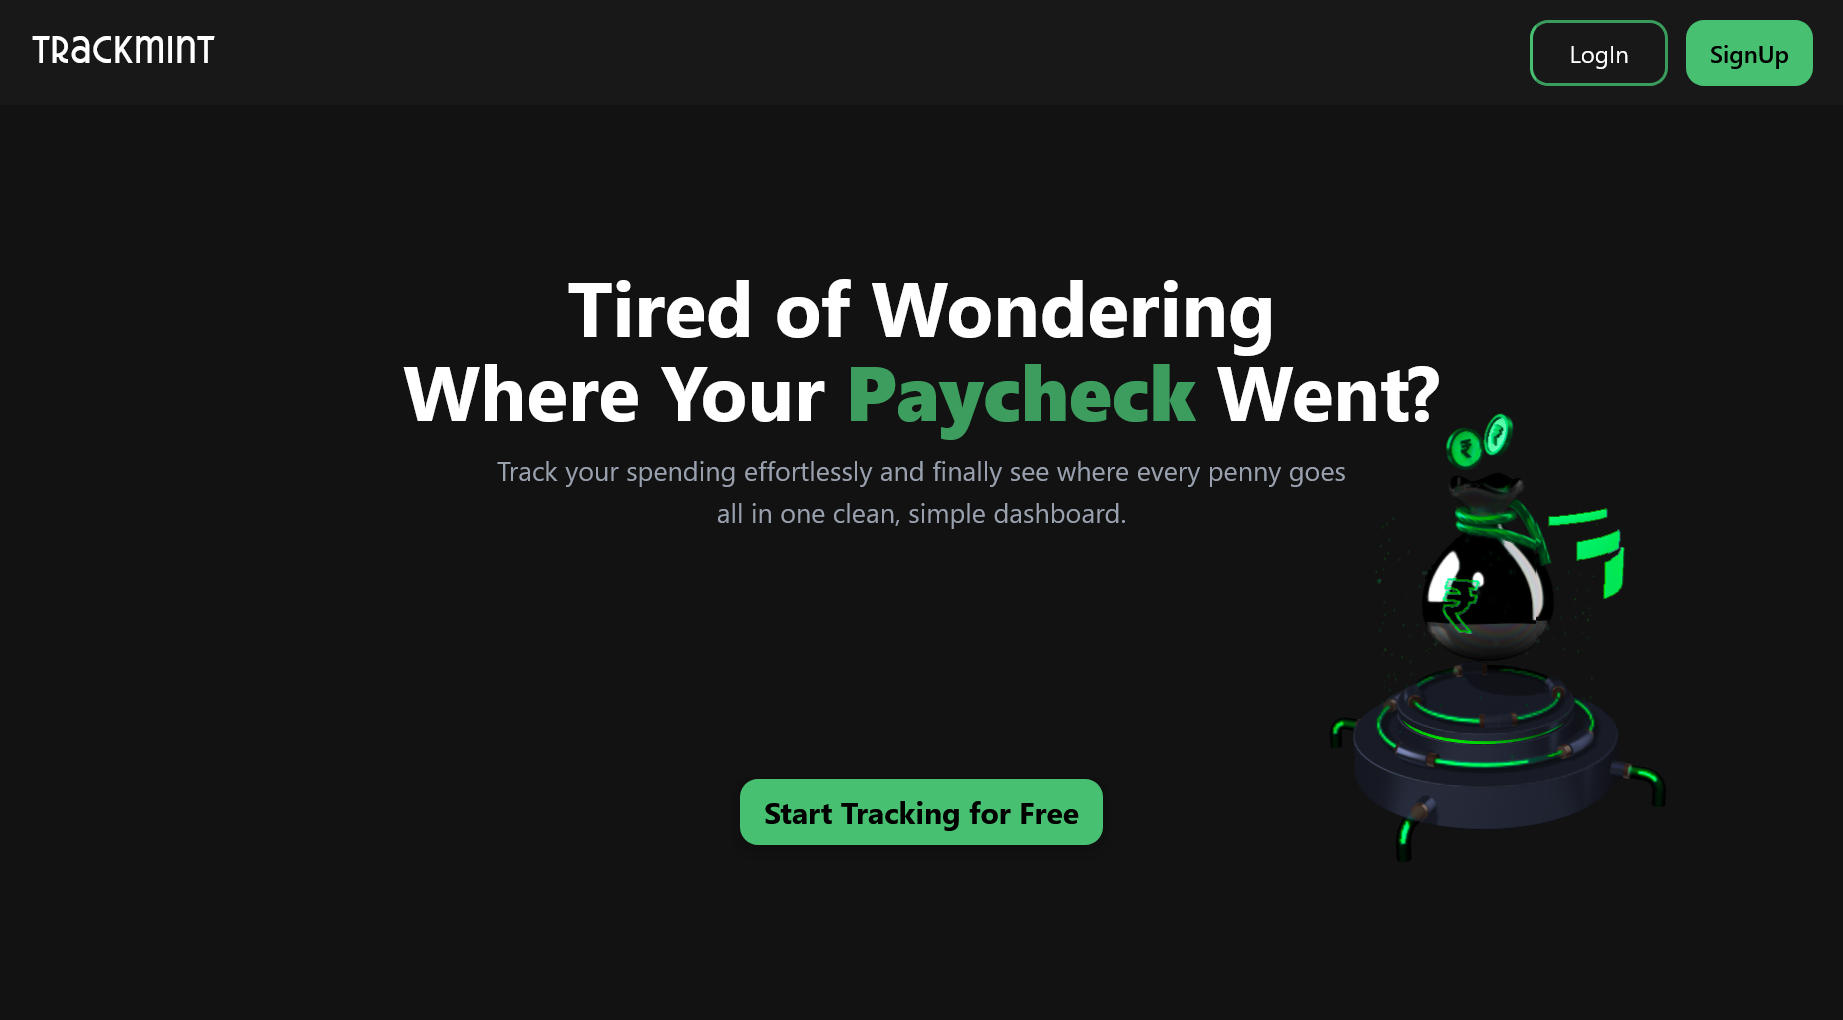 TRaCKMINT
LogIn
SignUp
Tired of Wondering
Where Your Paycheck Went?
Track your spending effortlessly and finally see where every penny goes
all in one clean, simple dashboard.
₹ ₹
₹
Start Tracking for Free